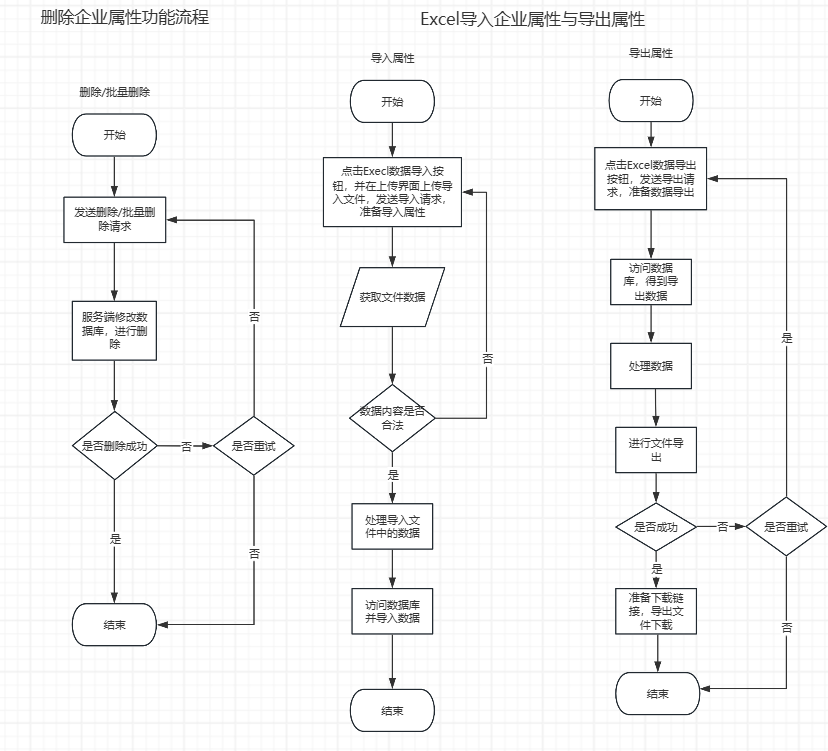 删除企业属性功能流程
删除/批量删除
开始
发送删除/批量删
除请求
服务端修改数
据库，进行删
除
是否删除成功
否
是否重试
否
是
否
结束
Excel导入企业属性与导出属性
导入属性
开始
点击Execl数据导入按
钮，并在上传界面上传导
入文件，发送导入请求，
准备导入属性
获取文件数据
数据内容是否
合法
否
是
处理导入文
件中的数据
访问数据库
并导入数据
结束
导出属性
开始
点击Excel数据导出
按钮，发送导出请
求，准备数据导出
访问数据
库，得到导
出数据
处理数据
进行文件导
出
是否成功
否
是否重试
是
是
准备下载链
接，导出文
件下载
否
结束